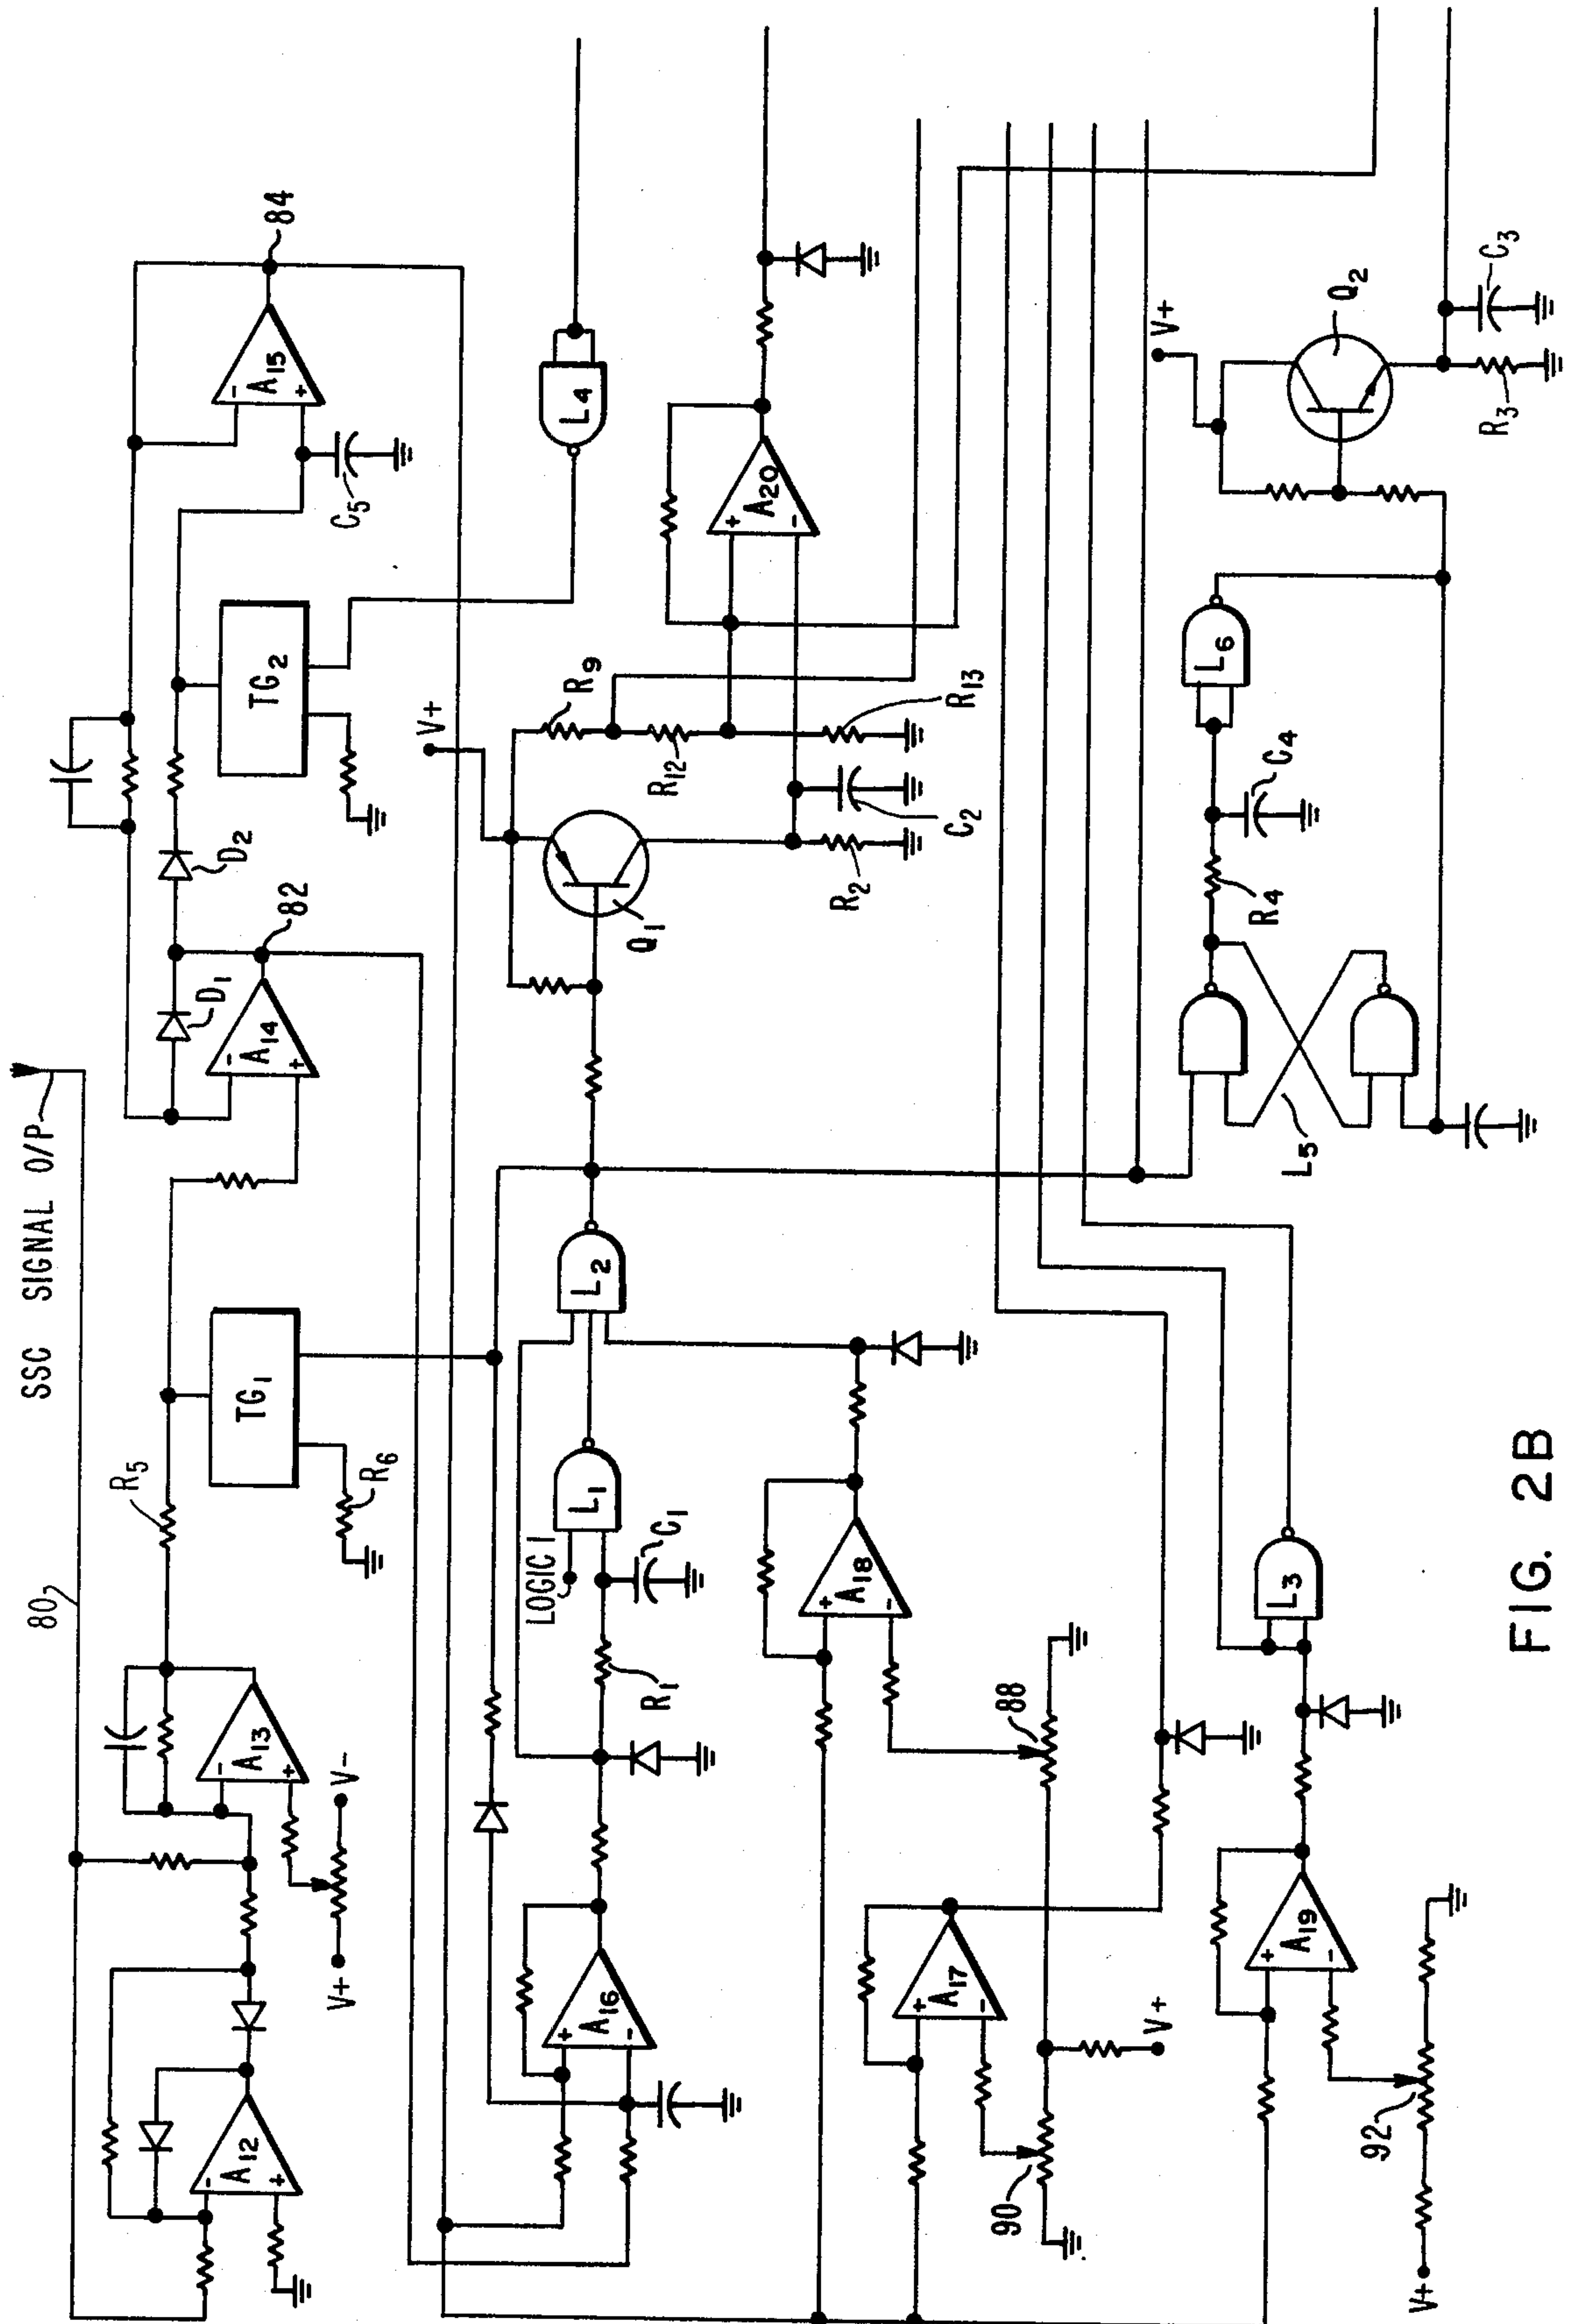 SSC SIGNAL O/P
80
R5
R6
TG1
A12
A13
V+
V-
A14
D1
82
D2
TG2
C5
A15
84
L4
A16
LOGIC 1
R1
C1
L1
L2
Q1
V+
R9
R12
R13
R2
C2
A20
A18
88
A17
90
V+
A19
92
V+
L3
L5
R4
C4
L6
V+
Q2
R3
C3
+
-
+
-
+
-
+
-
+
-
+
-
+
-
+
-
+
-
FIG. 2B